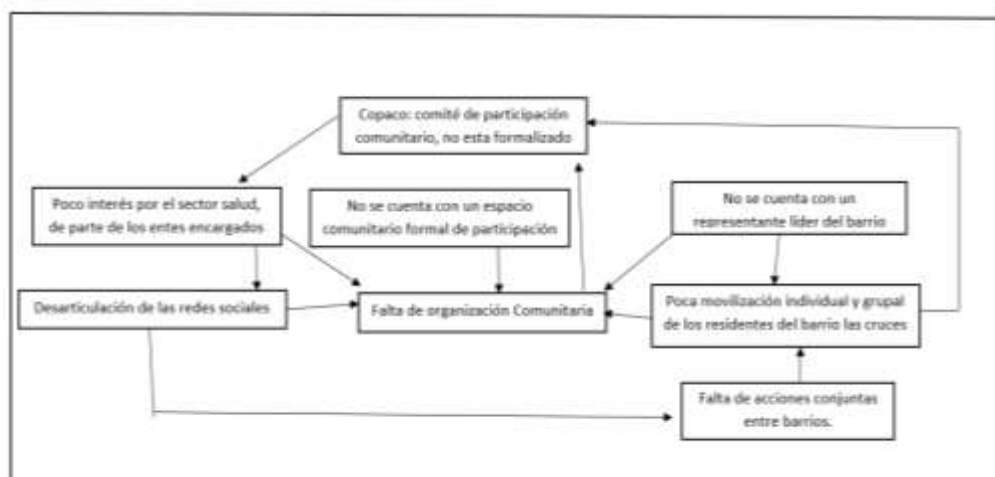 Copaco: comité de participación
comunitario, no esta formalizado
Poco interés por el sector salud,
de parte de los entes encargados
No se cuenta con un espacio
comunitario formal de participación
No se cuenta con un
representante líder del barrio
Desarticulación de las redes sociales
Falta de organización Comunitaria
Poca movilización individual y grupal
de los residentes del barrio las cruces
Falta de acciones conjuntas
entre barrios.